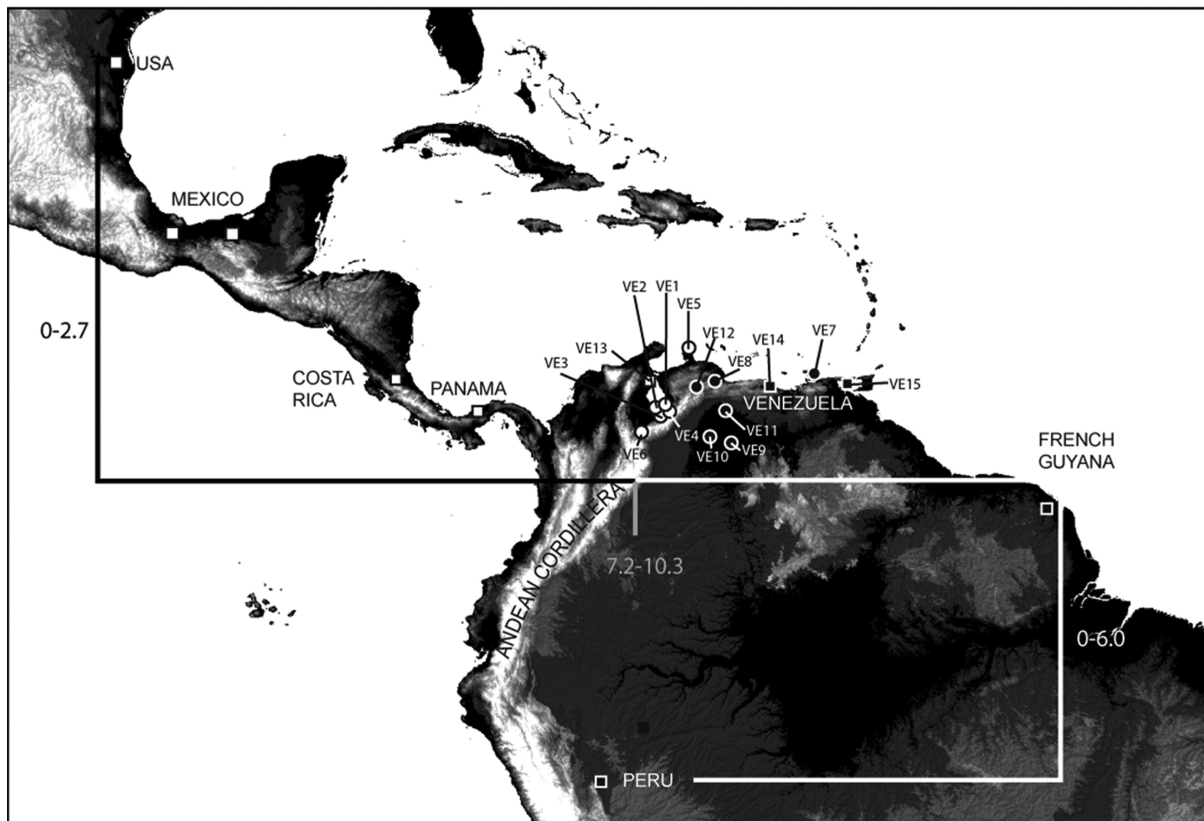 USA
MEXICO
VE2
VE1
VE5
VE12
VE7
0-2.7
VE13
VE14
VE3
VE8
VE15
COSTA
RICA
PANAMA
VENEZUELA
VE4
VE11
VE6
VE10
VE9
FRENCH
GUYANA
ANDEAN CORDILLERA
7.2-10.3
0-6.0
PERU